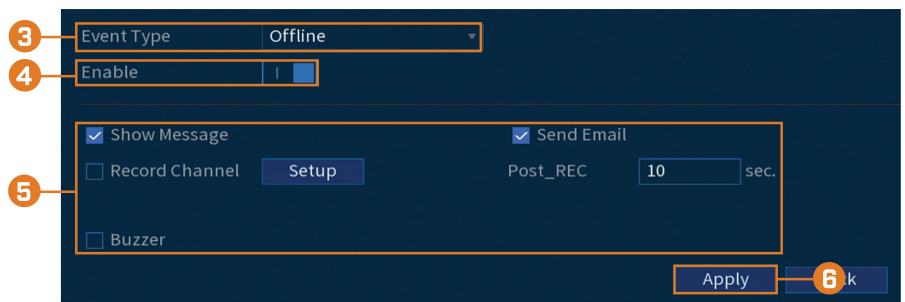 3 Event Type Offline
4 Enable
Show Message Send Email
5 Record Channel Setup Post_REC 10 sec.
Buzzer
Apply 6 k